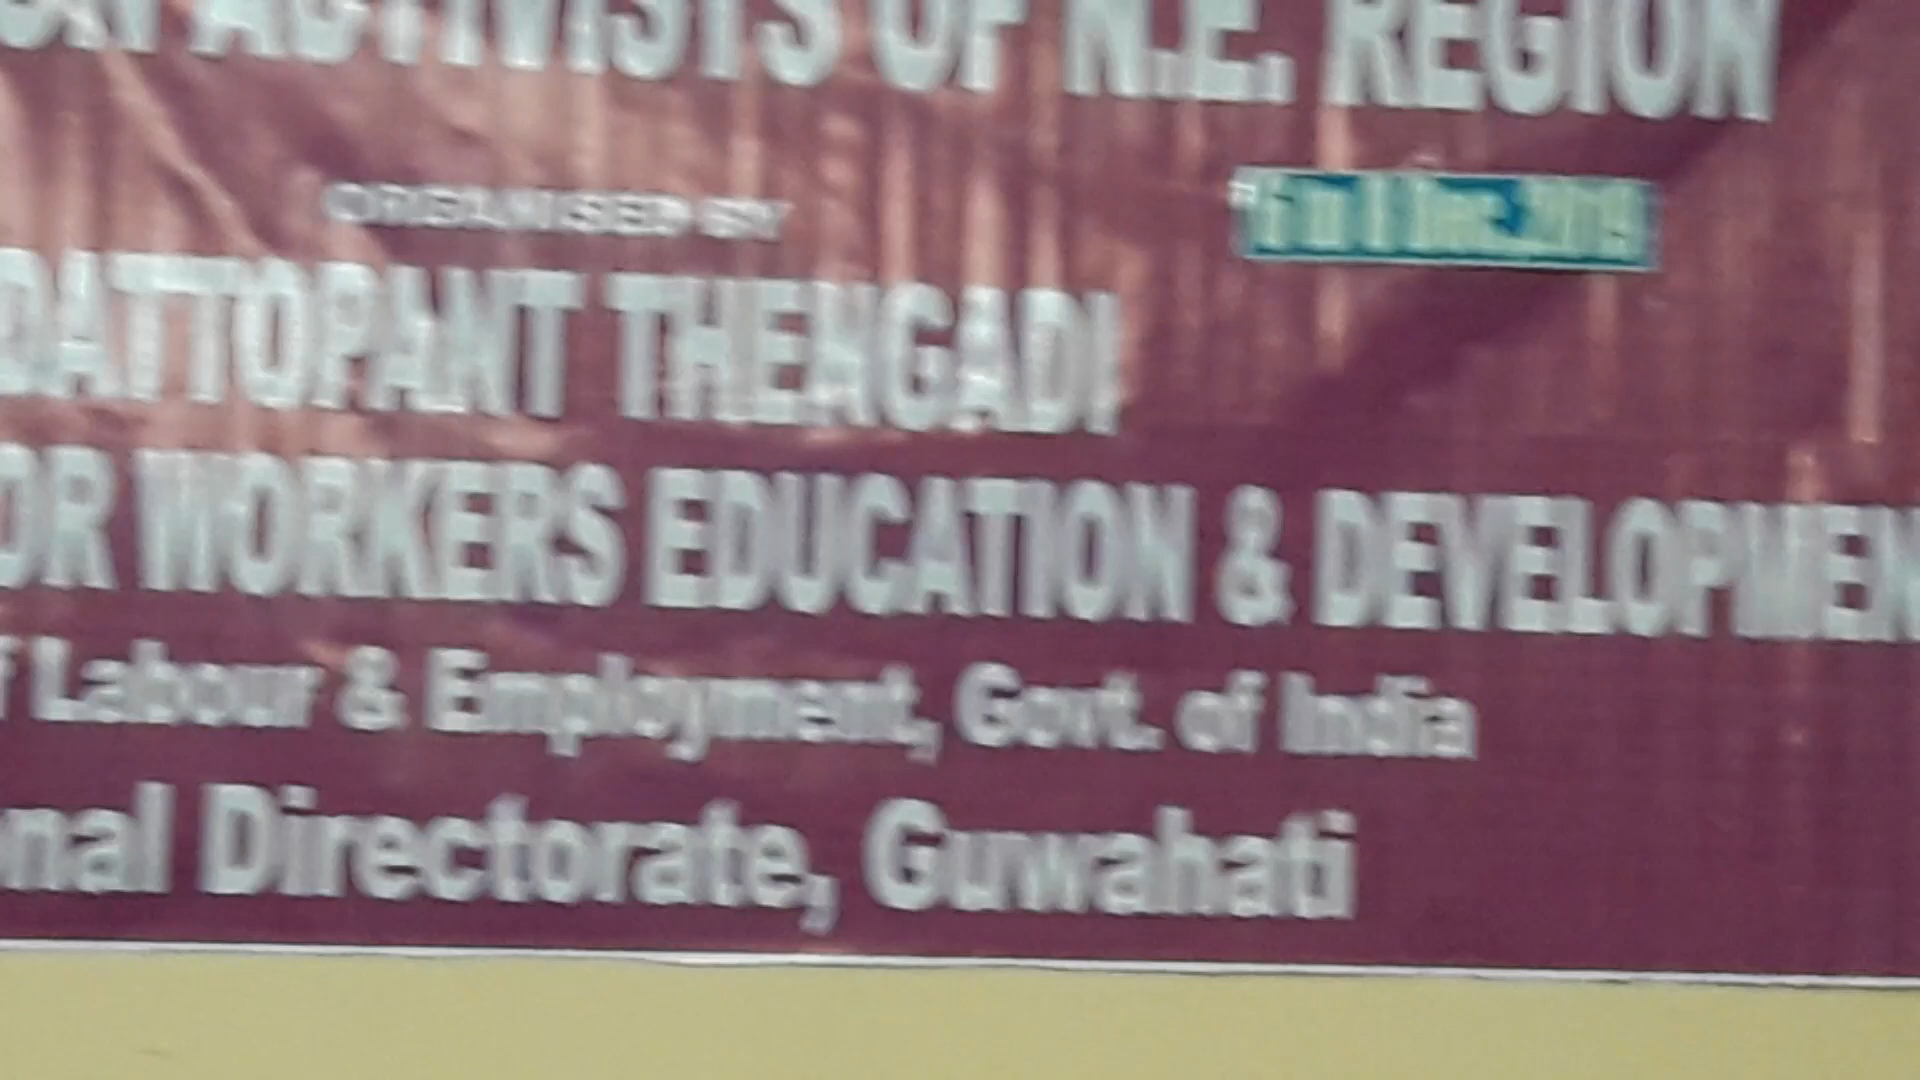 ACTIVISTS OF N.E. REGION
ORGANISED BY
DATTOPANT THENGADI
OR WORKERS EDUCATION & DEVELOPMEN
f Labour & Employment, Govt. of India
nal Directorate, Guwahati